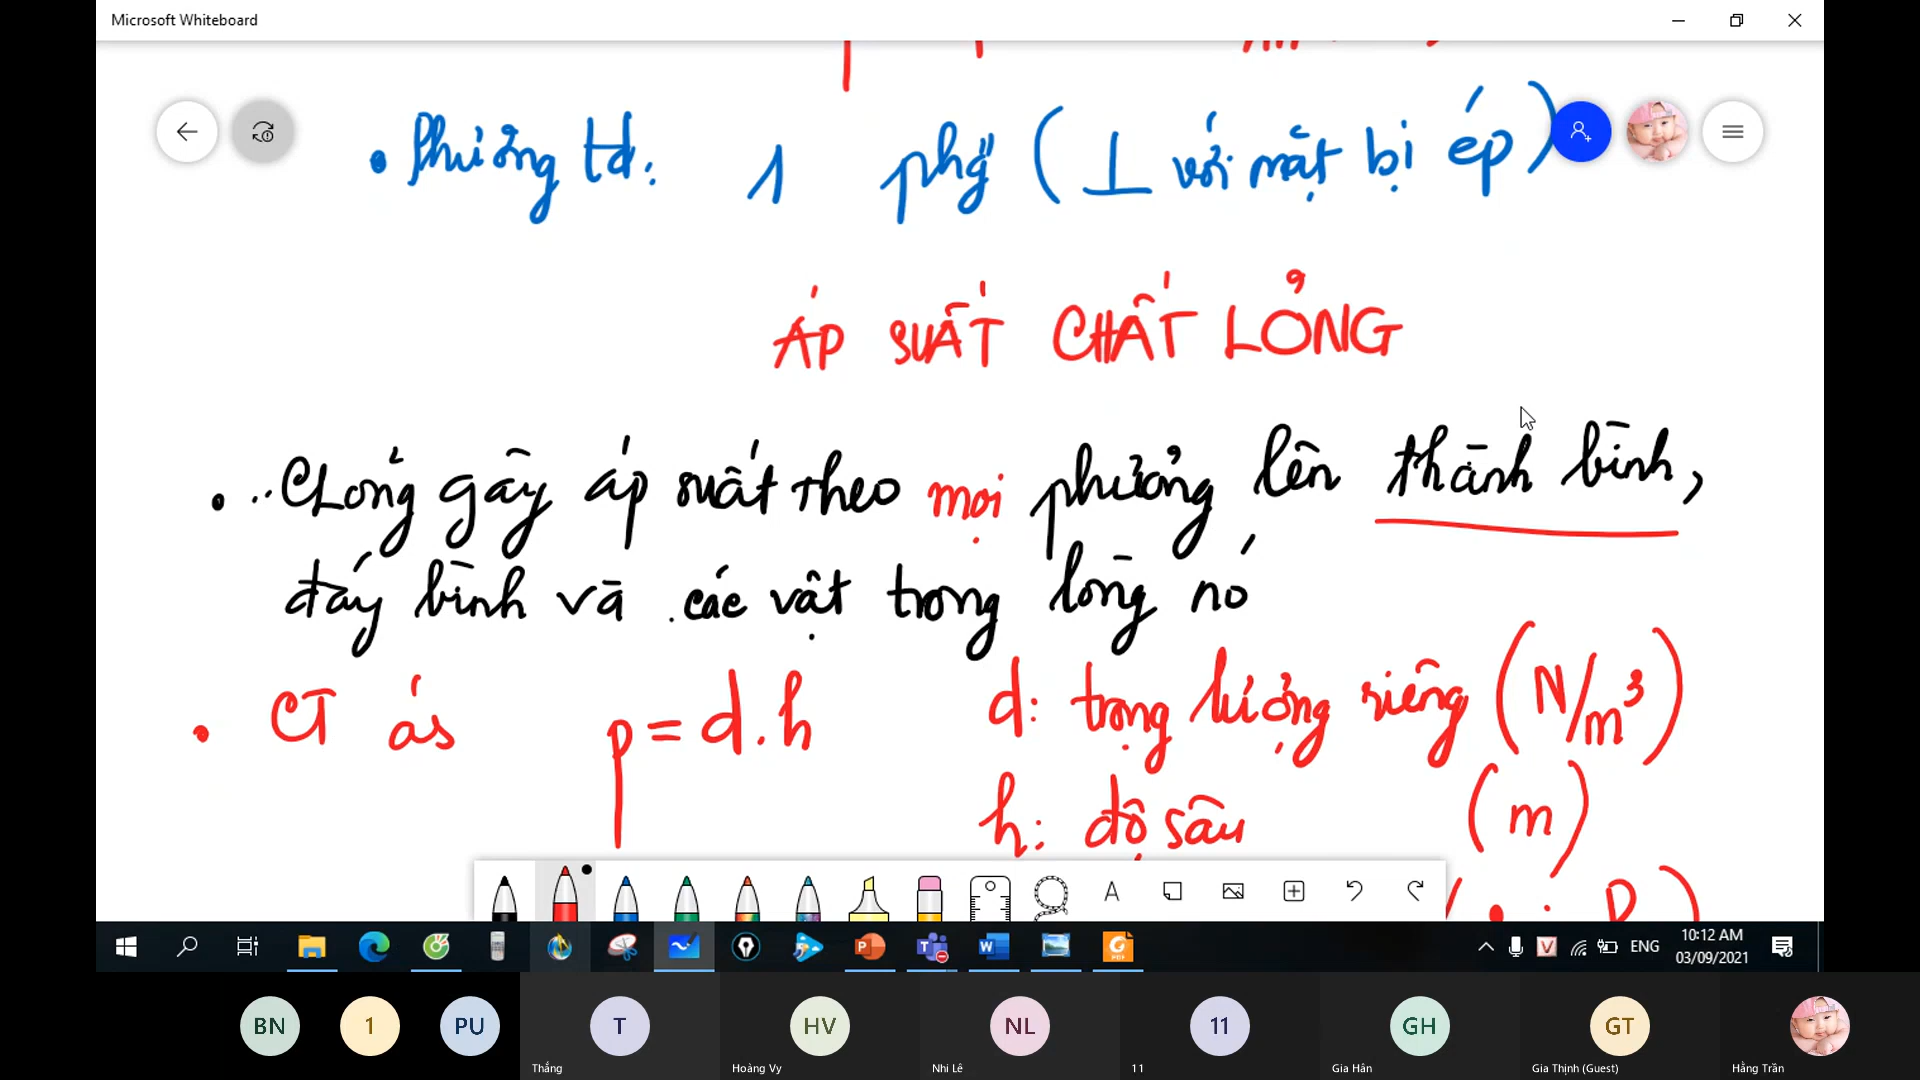 Microsoft Whiteboard
• Phương td: 1 phg ( ⊥ với mặt bị ép )
ÁP SUẤT CHẤT LỎNG
• CLỏng gây áp suất theo mọi phương lên thành bình,
đáy bình và các vật trong lòng nó
• CT ás p = d.h d: trọng lượng riêng (N/m³)
h: độ sâu (m)
A
ENG
10:12 AM
03/09/2021
BN 1 PU T HV NL 11 GH GT
Thắng Hoàng Vy Nhi Lê 11 Gia Hân Gia Thịnh (Guest) Hằng Trần